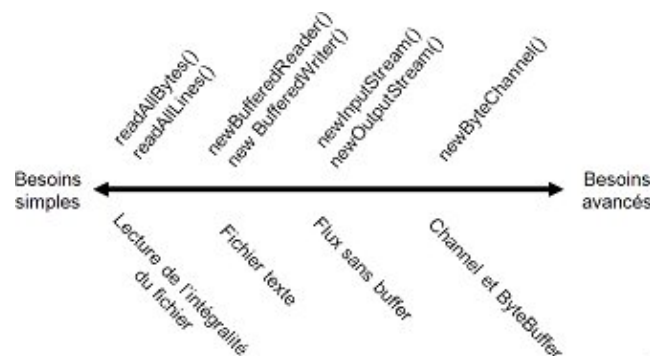 readAllBytes()
readAllLines()
newBufferedReader()
new BufferedWriter()
newInputStream()
newOutputStream()
newByteChannel()
Besoins
simples
Besoins
avancés
Lecture de l'intégralité
du fichier
Fichier texte
Flux sans buffer
Channel et ByteBuffer